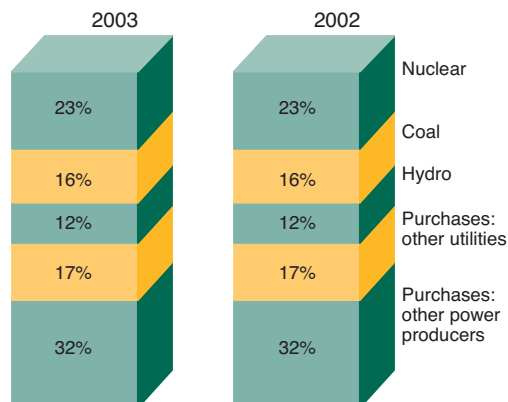 2003 2002
Nuclear
23% 23%
Coal
16% 16%
Hydro
12% 12%
Purchases:
other utilities
17% 17%
Purchases:
other power
producers
32% 32%